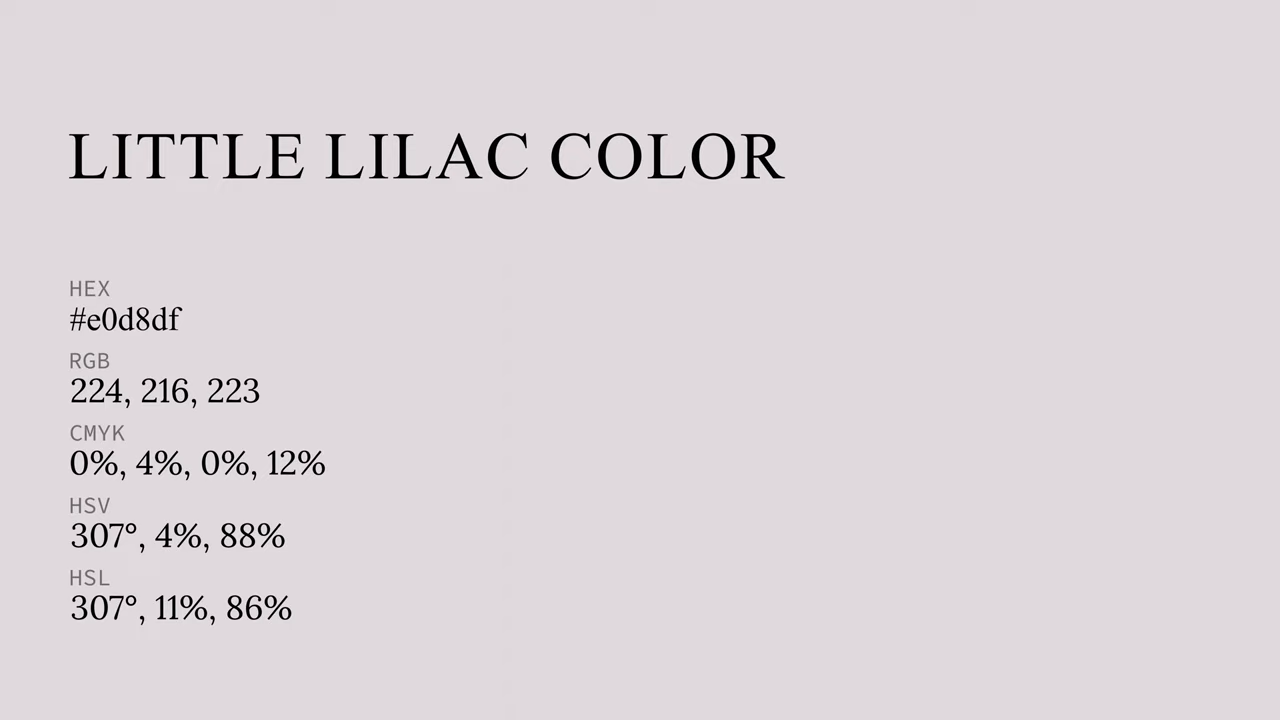 LITTLE LILAC COLOR
HEX
#e0d8df
RGB
224, 216, 223
CMYK
0%, 4%, 0%, 12%
HSV
307°, 4%, 88%
HSL
307°, 11%, 86%